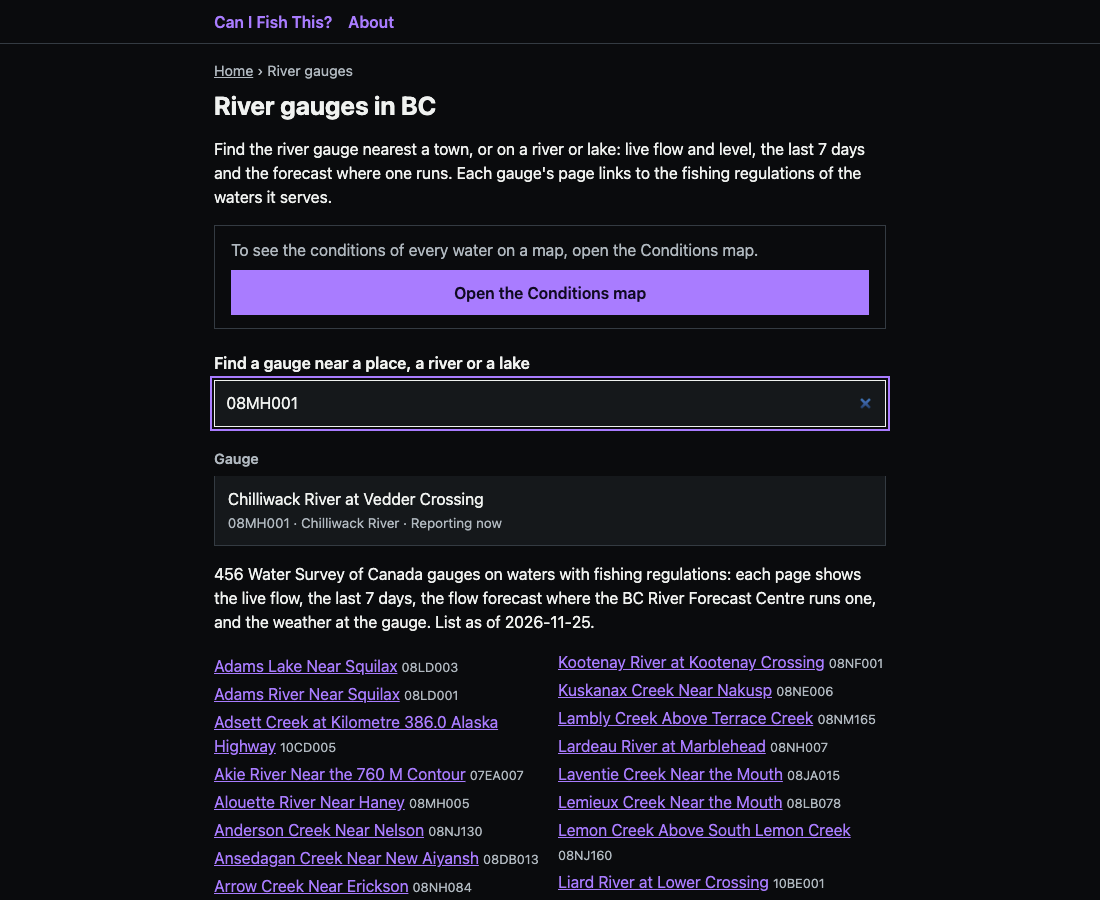 Can I Fish This? About
Home › River gauges
River gauges in BC
Find the river gauge nearest a town, or on a river or lake: live flow and level, the last 7 days
and the forecast where one runs. Each gauge's page links to the fishing regulations of the
waters it serves.
To see the conditions of every water on a map, open the Conditions map.
Open the Conditions map
Find a gauge near a place, a river or a lake
08MH001
Gauge
Chilliwack River at Vedder Crossing
08MH001 · Chilliwack River · Reporting now
456 Water Survey of Canada gauges on waters with fishing regulations: each page shows
the live flow, the last 7 days, the flow forecast where the BC River Forecast Centre runs one,
and the weather at the gauge. List as of 2026-11-25.
Adams Lake Near Squilax 08LD003
Adams River Near Squilax 08LD001
Adsett Creek at Kilometre 386.0 Alaska
Highway 10CD005
Akie River Near the 760 M Contour 07EA007
Alouette River Near Haney 08MH005
Anderson Creek Near Nelson 08NJ130
Ansedagan Creek Near New Aiyansh 08DB013
Arrow Creek Near Erickson 08NH084
Kootenay River at Kootenay Crossing 08NF001
Kuskanax Creek Near Nakusp 08NE006
Lambly Creek Above Terrace Creek 08NM165
Lardeau River at Marblehead 08NH007
Laventie Creek Near the Mouth 08JA015
Lemieux Creek Near the Mouth 08LB078
Lemon Creek Above South Lemon Creek
08NJ160
Liard River at Lower Crossing 10BE001